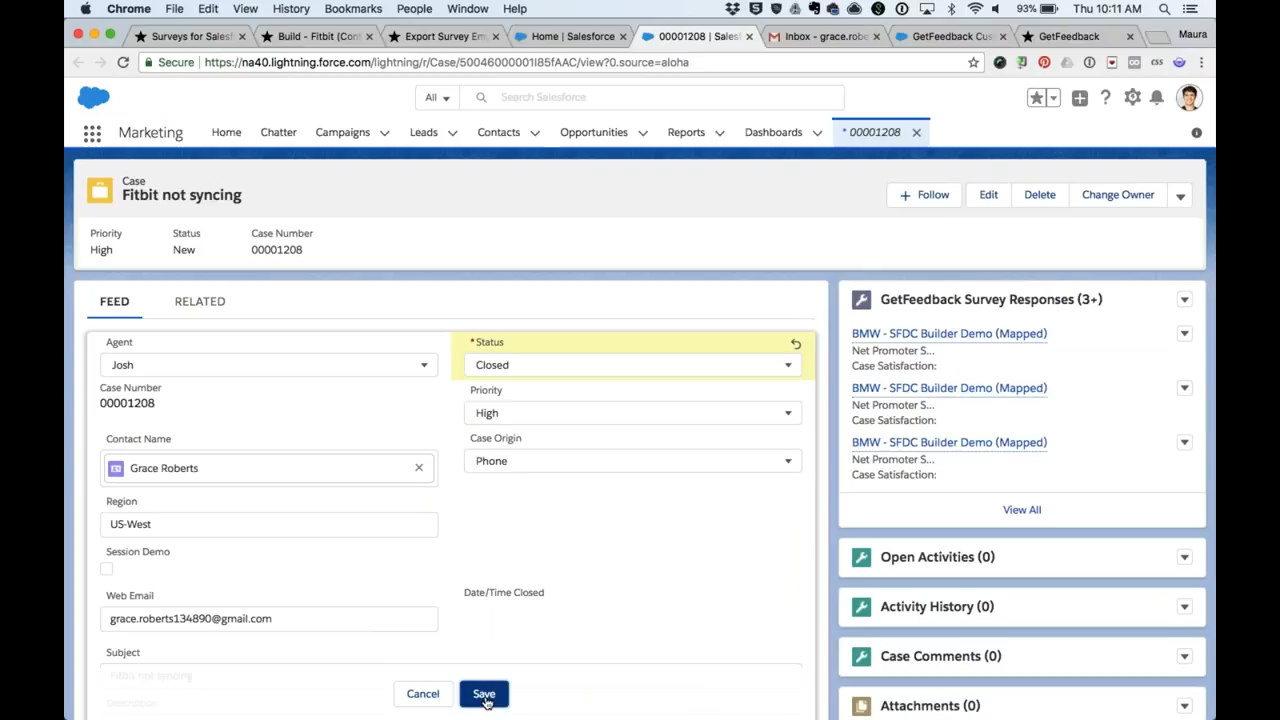 Chrome File Edit View History Bookmarks People Window Help 93% Thu 10:11 AM
Surveys for Salesf Build - Fitbit (Con Export Survey Em Home | Salesforce 00001208 | Sales Inbox - grace.robe GetFeedback Cus GetFeedback Maura
Secure https://na40.lightning.force.com/lightning/r/Case/50046000001I85fAAC/view?0.source=aloha
All Search Salesforce
Marketing Home Chatter Campaigns Leads Contacts Opportunities Reports Dashboards * 00001208
Case
Fitbit not syncing
+ Follow Edit Delete Change Owner
Priority Status Case Number
High New 00001208
FEED RELATED
Agent
Josh
Case Number
00001208
Contact Name
Grace Roberts
Region
US-West
Session Demo
Web Email
grace.roberts134890@gmail.com
Subject
Fitbit not syncing
Description
* Status
Closed
Priority
High
Case Origin
Phone
Date/Time Closed
Cancel Save
GetFeedback Survey Responses (3+)
BMW - SFDC Builder Demo (Mapped)
Net Promoter S...
Case Satisfaction:
BMW - SFDC Builder Demo (Mapped)
Net Promoter S...
Case Satisfaction:
BMW - SFDC Builder Demo (Mapped)
Net Promoter S...
Case Satisfaction:
View All
Open Activities (0)
Activity History (0)
Case Comments (0)
Attachments (0)